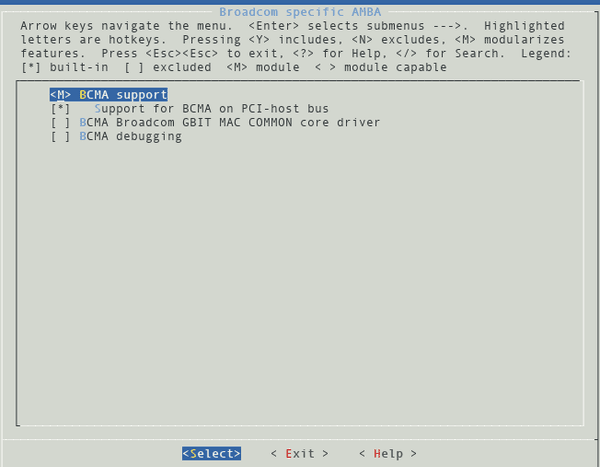 Broadcom specific AMBA
Arrow keys navigate the menu.  <Enter> selects submenus --->.  Highlighted
letters are hotkeys.  Pressing <Y> includes, <N> excludes, <M> modularizes
features.  Press <Esc><Esc> to exit, <?> for Help, </> for Search.  Legend:
[*] built-in  [ ] excluded  <M> module  < > module capable
<M> BCMA support
[*]   Support for BCMA on PCI-host bus
[ ] BCMA Broadcom GBIT MAC COMMON core driver
[ ] BCMA debugging
<Select>    < Exit >    < Help >